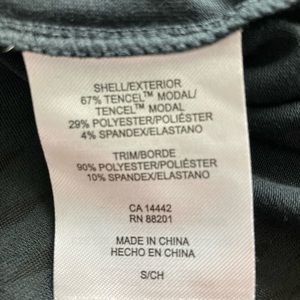 SHELL/EXTERIOR
67% TENCEL™ MODAL/
TENCEL™ MODAL
29% POLYESTER/POLIÉSTER
4% SPANDEX/ELASTANO
TRIM/BORDE
90% POLYESTER/POLIÉSTER
10% SPANDEX/ELASTANO
CA 14442
RN 88201
MADE IN CHINA
HECHO EN CHINA
S/CH